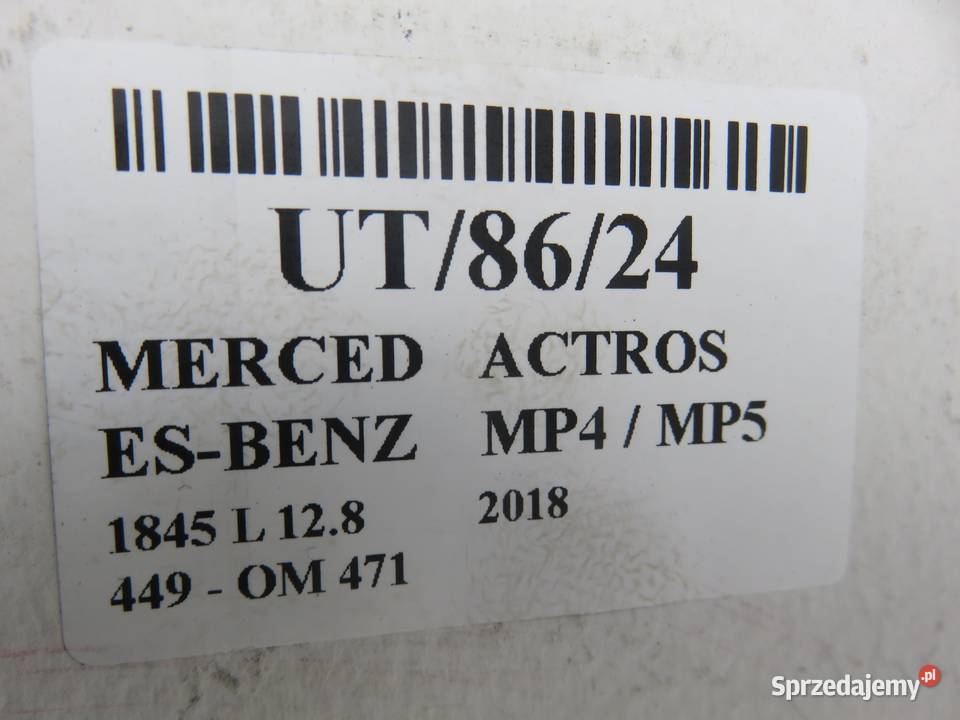 UT/86/24
MERCED
ES-BENZ
1845 L 12.8
449 - OM 471
ACTROS
MP4 / MP5
2018
Sprzedajemy.pl